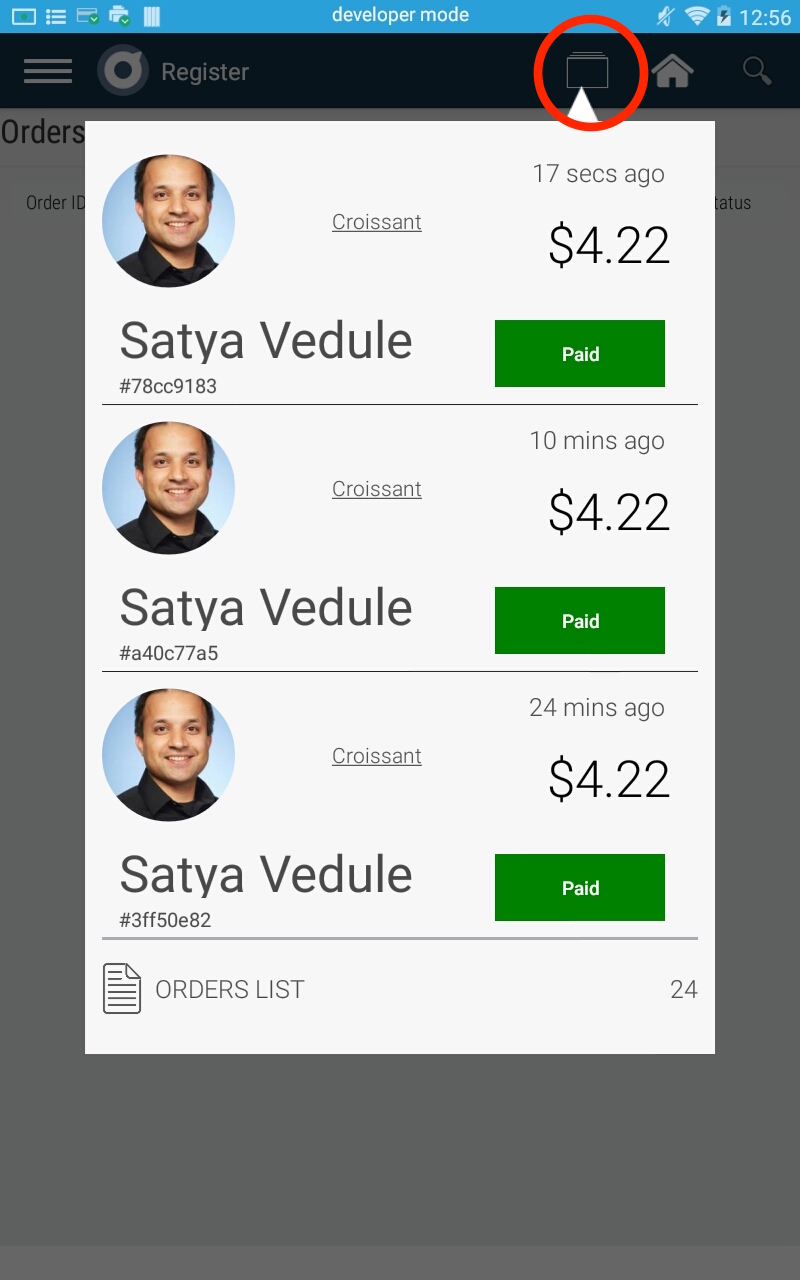 developer mode
12:56
Register
Orders
Order ID
tatus
17 secs ago
Croissant
$4.22
Satya Vedule
Paid
#78cc9183
10 mins ago
Croissant
$4.22
Satya Vedule
Paid
#a40c77a5
24 mins ago
Croissant
$4.22
Satya Vedule
Paid
#3ff50e82
ORDERS LIST
24